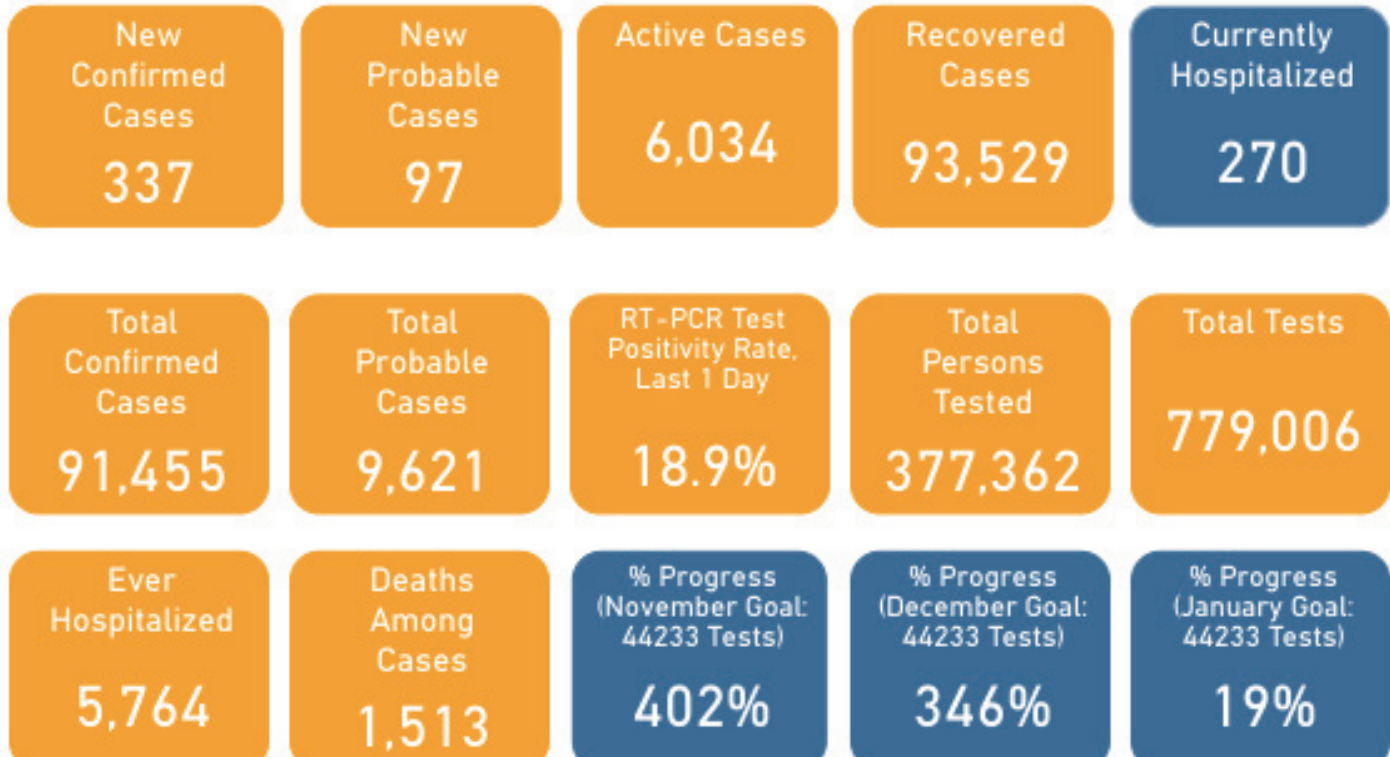 New
Confirmed
Cases
337
New
Probable
Cases
97
Active Cases
6,034
Recovered
Cases
93,529
Currently
Hospitalized
270
Total
Confirmed
Cases
91,455
Total
Probable
Cases
9,621
RT-PCR Test
Positivity Rate,
Last 1 Day
18.9%
Total
Persons
Tested
377,362
Total Tests
779,006
Ever
Hospitalized
5,764
Deaths
Among
Cases
1,513
% Progress
(November Goal:
44233 Tests)
402%
% Progress
(December Goal:
44233 Tests)
346%
% Progress
(January Goal:
44233 Tests)
19%